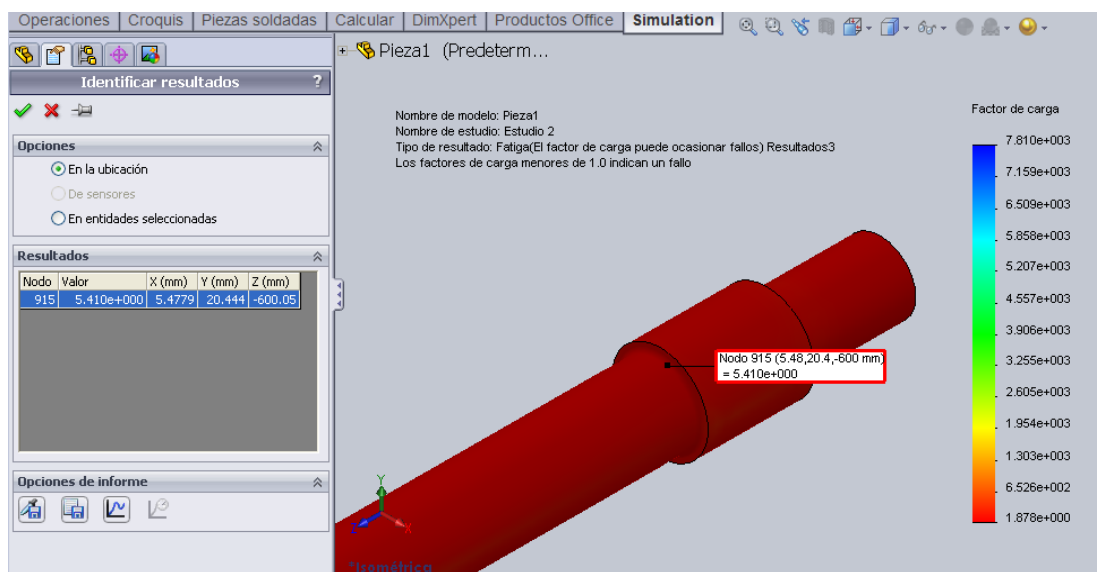 Operaciones Croquis Piezas soldadas Calcular DimXpert Productos Office Simulation
Pieza1 (Predeterm...
Identificar resultados ?
Opciones
En la ubicación
De sensores
En entidades seleccionadas
Resultados
Nodo Valor X (mm) Y (mm) Z (mm)
915 5.410e+000 5.4779 20.444 -600.05
Opciones de informe
Nombre de modelo: Pieza1
Nombre de estudio: Estudio 2
Tipo de resultado: Fatiga(El factor de carga puede ocasionar fallos) Resultados3
Los factores de carga menores de 1.0 indican un fallo
Nodo 915 (5.48,20.4,-600 mm)
= 5.410e+000
Y
Z
X
*Isométrica
Factor de carga
7.810e+003
7.159e+003
6.509e+003
5.858e+003
5.207e+003
4.557e+003
3.906e+003
3.255e+003
2.605e+003
1.954e+003
1.303e+003
6.526e+002
1.878e+000